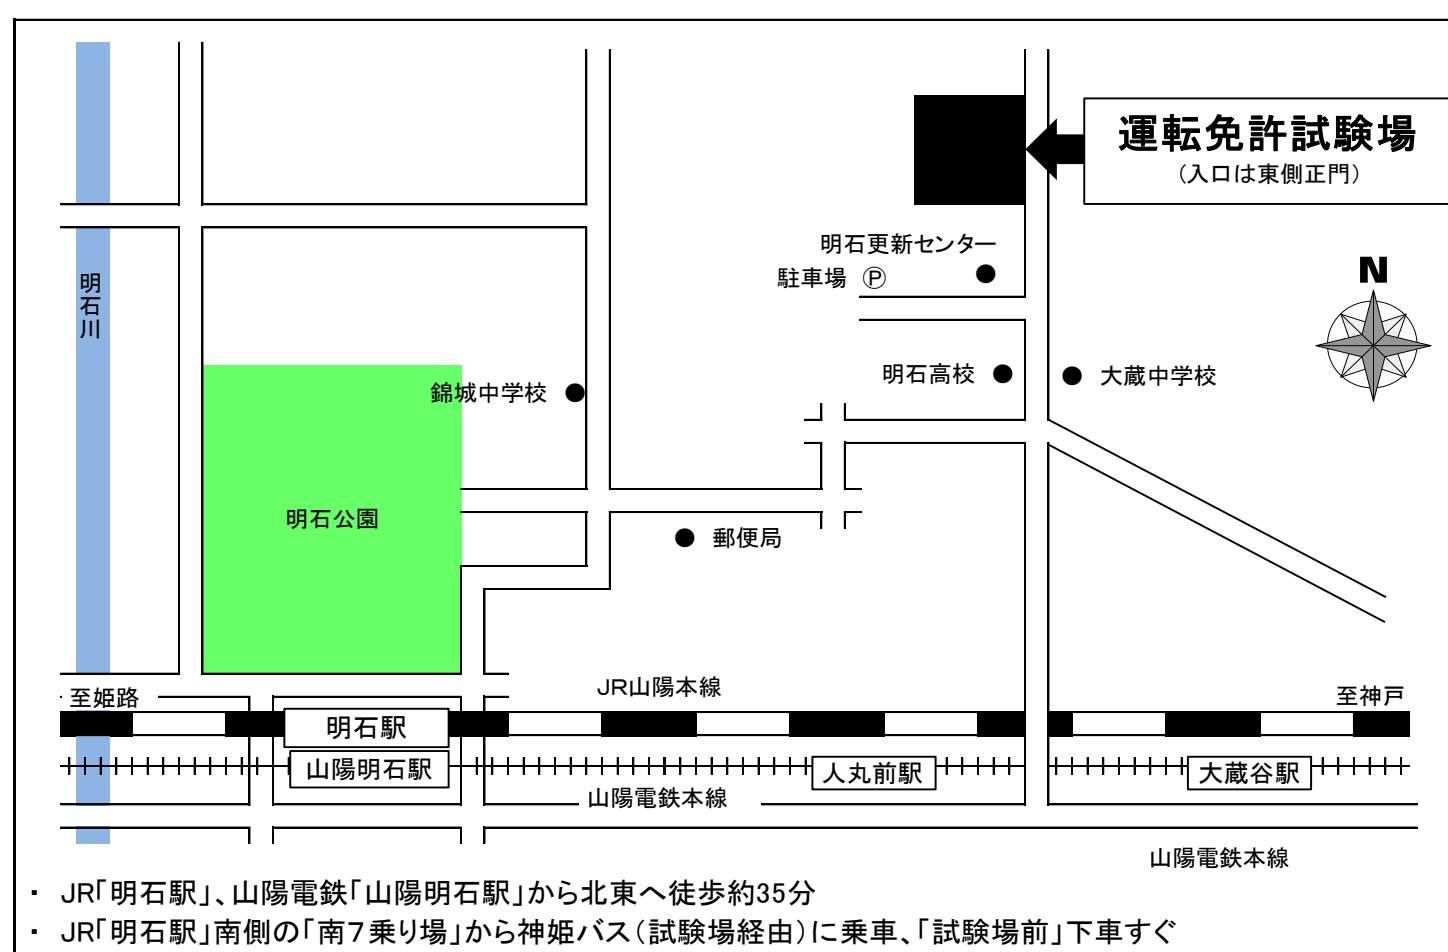 運転免許試験場
（入口は東側正門）
明石更新センター
駐車場 Ⓟ
N
明石川
錦城中学校
明石高校
大蔵中学校
明石公園
郵便局
至姫路
JR山陽本線
至神戸
明石駅
山陽明石駅
人丸前駅
大蔵谷駅
山陽電鉄本線
山陽電鉄本線
・ JR「明石駅」、山陽電鉄「山陽明石駅」から北東へ徒歩約35分
・ JR「明石駅」南側の「南７乗り場」から神姫バス（試験場経由）に乗車、「試験場前」下車すぐ